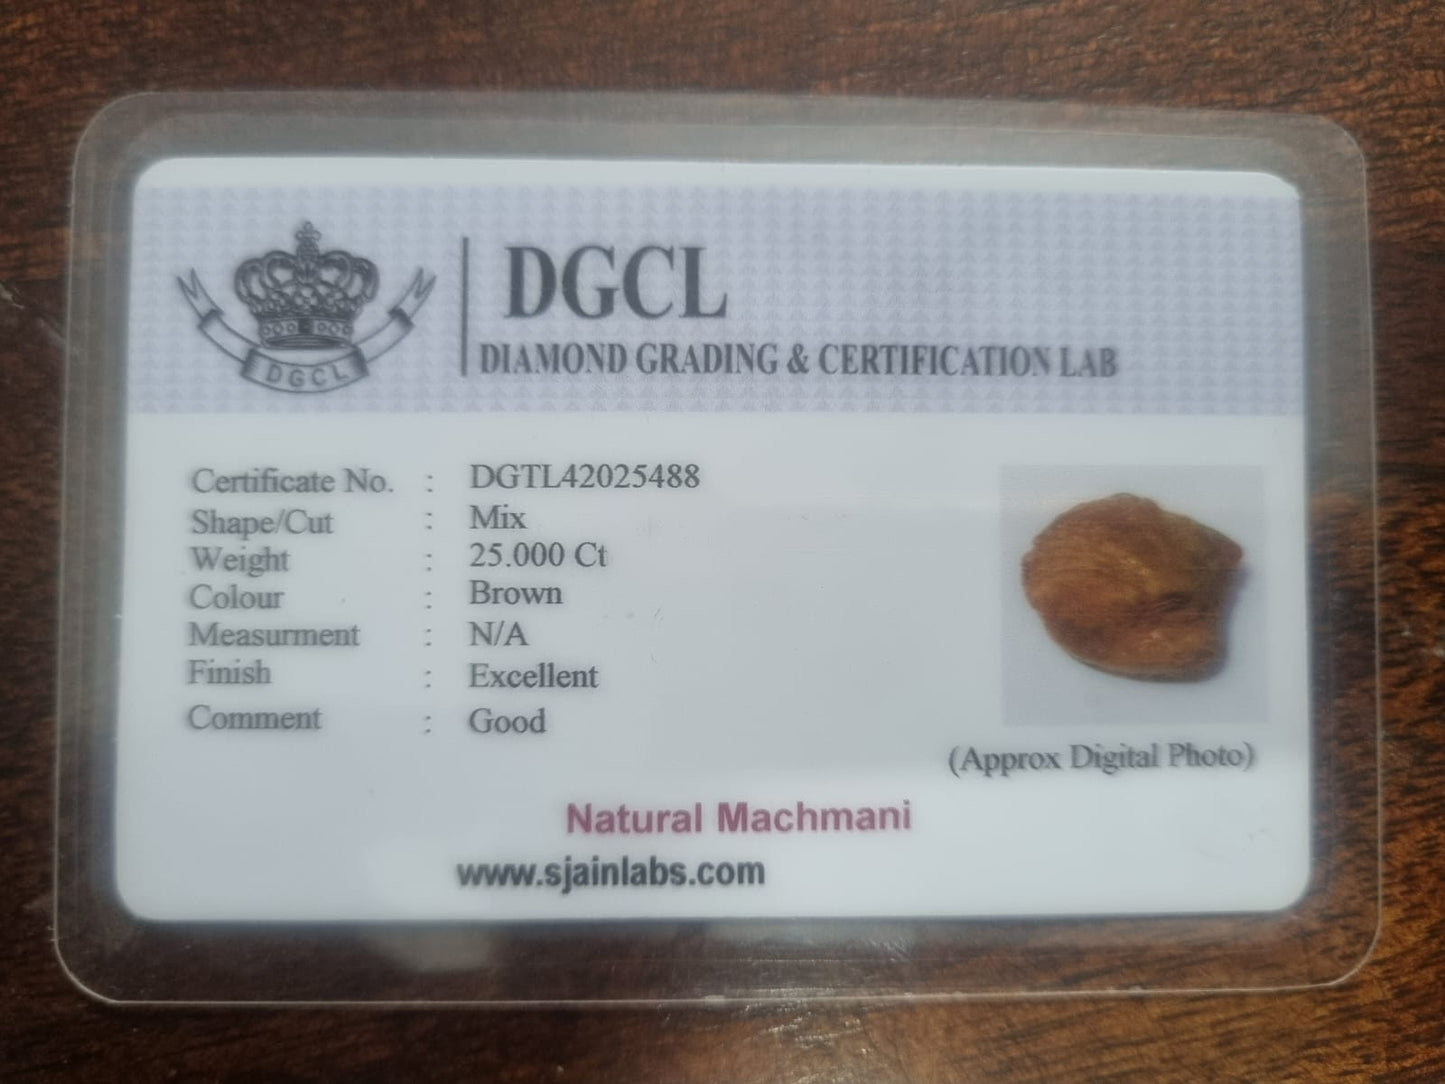 DGCL
DGCL
DIAMOND GRADING & CERTIFICATION LAB
Certificate No. : DGTL42025488
Shape/Cut : Mix
Weight : 25.000 Ct
Colour : Brown
Measurment : N/A
Finish : Excellent
Comment : Good
(Approx Digital Photo)
Natural Machmani
www.sjainlabs.com